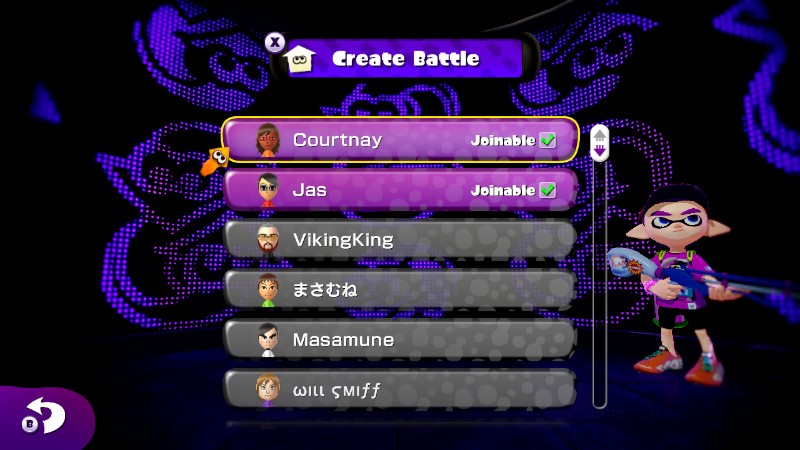 X
Create Battle
Courtnay Joinable
Jas Joinable
VikingKing
まさむね
Masamune
ωιιι ςмιƒƒ
B